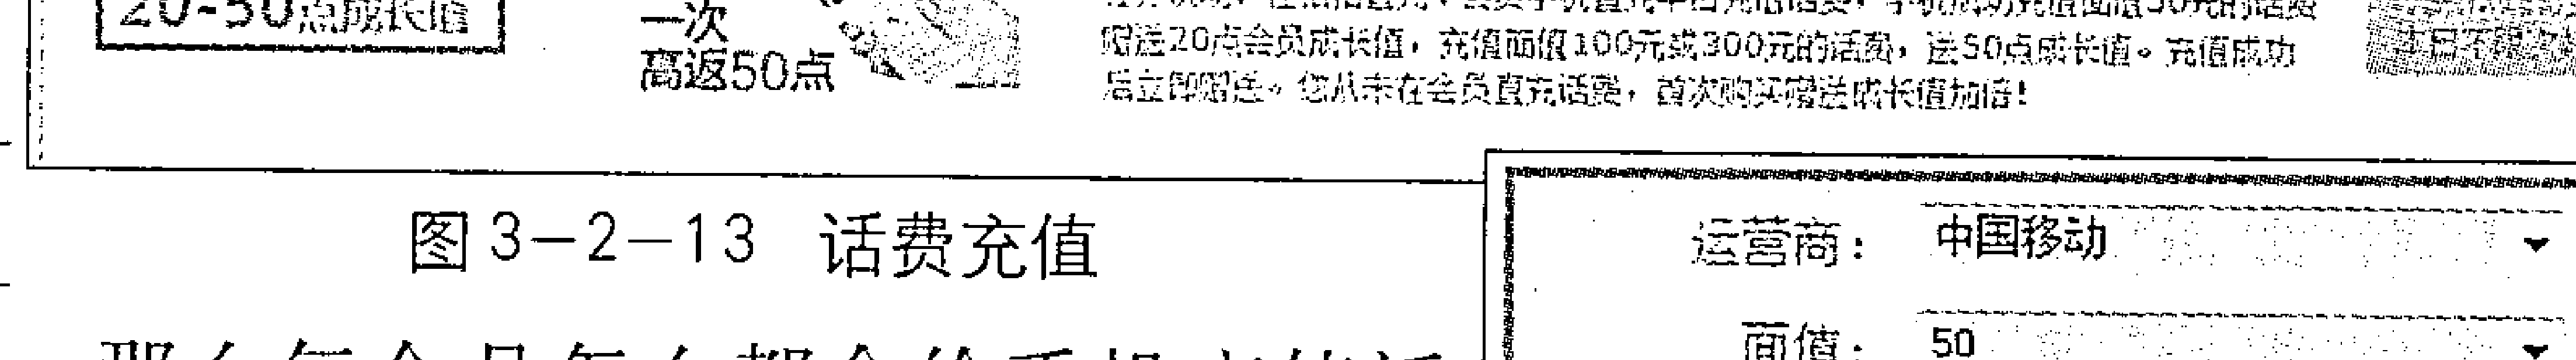 20-50点成长值
一次
高返50点
赠送20点会员成长值，充值面值100元或300元的话费，送50点成长值。充值成功
后立即赠送。您从未在会员直充话费，首次购买赠送成长值加倍！
图3-2-13 话费充值
运营商： 中国移动
面值： 50